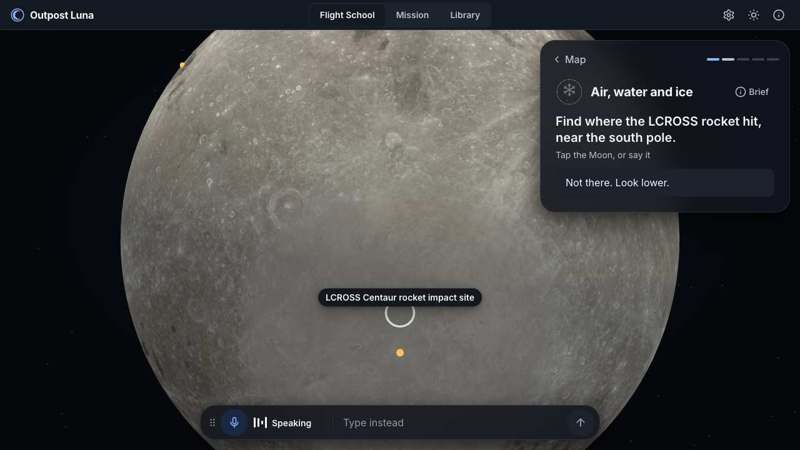 Outpost Luna
Flight School
Mission
Library
Map
Air, water and ice
Brief
Find where the LCROSS rocket hit,
near the south pole.
Tap the Moon, or say it
Not there. Look lower.
LCROSS Centaur rocket impact site
Speaking
Type instead